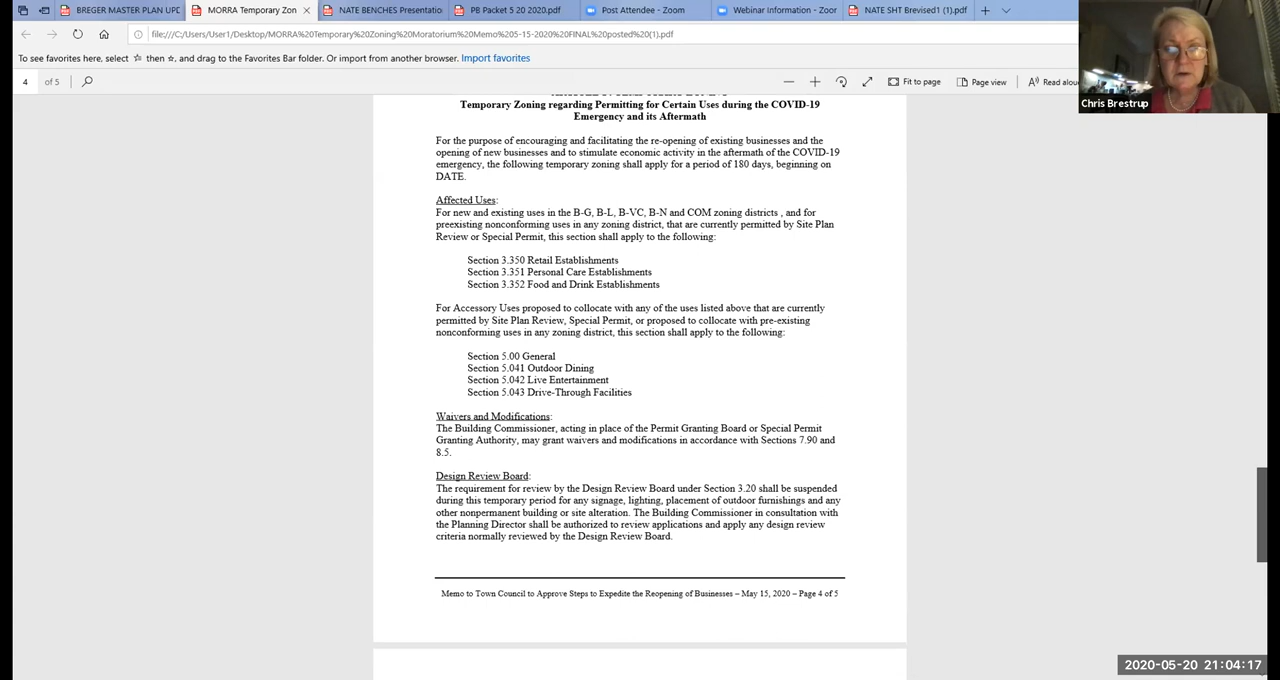 BREGER MASTER PLAN UPD
MORRA Temporary Zon
NATE BENCHES Presentatio
PB Packet 5 20 2020.pdf
Post Attendee - Zoom
Webinar Information - Zoor
NATE SHT Brevised1 (1).pdf
file:///C:/Users/User1/Desktop/MORRA%20Temporary%20Zoning%20Moratorium%20Memo%205-15-2020%20FINAL%20posted%20(1).pdf
To see favorites here, select ☆ then ☆, and drag to the Favorites Bar folder. Or import from another browser. Import favorites
4 of 5
Fit to page
Page view
Read alou
Chris Brestrup
Temporary Zoning regarding Permitting for Certain Uses during the COVID-19
Emergency and its Aftermath
For the purpose of encouraging and facilitating the re-opening of existing businesses and the
opening of new businesses and to stimulate economic activity in the aftermath of the COVID-19
emergency, the following temporary zoning shall apply for a period of 180 days, beginning on
DATE.
Affected Uses:
For new and existing uses in the B-G, B-L, B-VC, B-N and COM zoning districts , and for
preexisting nonconforming uses in any zoning district, that are currently permitted by Site Plan
Review or Special Permit, this section shall apply to the following:
Section 3.350 Retail Establishments
Section 3.351 Personal Care Establishments
Section 3.352 Food and Drink Establishments
For Accessory Uses proposed to collocate with any of the uses listed above that are currently
permitted by Site Plan Review, Special Permit, or proposed to collocate with pre-existing
nonconforming uses in any zoning district, this section shall apply to the following:
Section 5.00 General
Section 5.041 Outdoor Dining
Section 5.042 Live Entertainment
Section 5.043 Drive-Through Facilities
Waivers and Modifications:
The Building Commissioner, acting in place of the Permit Granting Board or Special Permit
Granting Authority, may grant waivers and modifications in accordance with Sections 7.90 and
8.5.
Design Review Board:
The requirement for review by the Design Review Board under Section 3.20 shall be suspended
during this temporary period for any signage, lighting, placement of outdoor furnishings and any
other nonpermanent building or site alteration. The Building Commissioner in consultation with
the Planning Director shall be authorized to review applications and apply any design review
criteria normally reviewed by the Design Review Board.
Memo to Town Council to Approve Steps to Expedite the Reopening of Businesses – May 15, 2020 – Page 4 of 5
2020-05-20 21:04:17